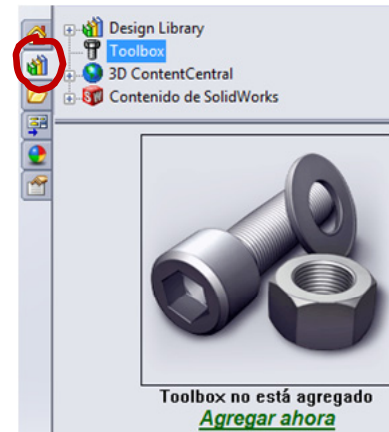 Design Library
Toolbox
3D ContentCentral
Contenido de SolidWorks
Toolbox no está agregado
Agregar ahora